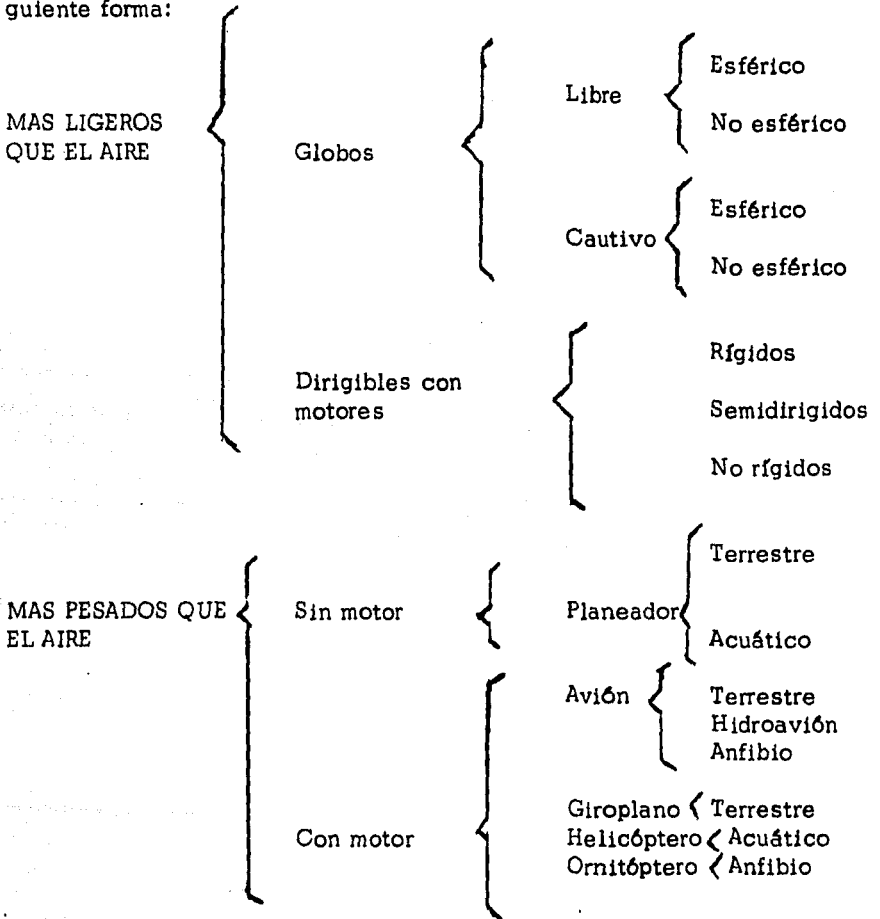 guiente forma:
MAS LIGEROS
QUE EL AIRE
Globos
Libre
Esférico
No esférico
Cautivo
Esférico
No esférico
Dirigibles con
motores
Rígidos
Semidirigidos
No rígidos
MAS PESADOS QUE
EL AIRE
Sin motor
Planeador
Terrestre
Acuático
Con motor
Avión
Terrestre
Hidroavión
Anfibio
Giroplano Terrestre
Helicóptero Acuático
Ornitóptero Anfibio